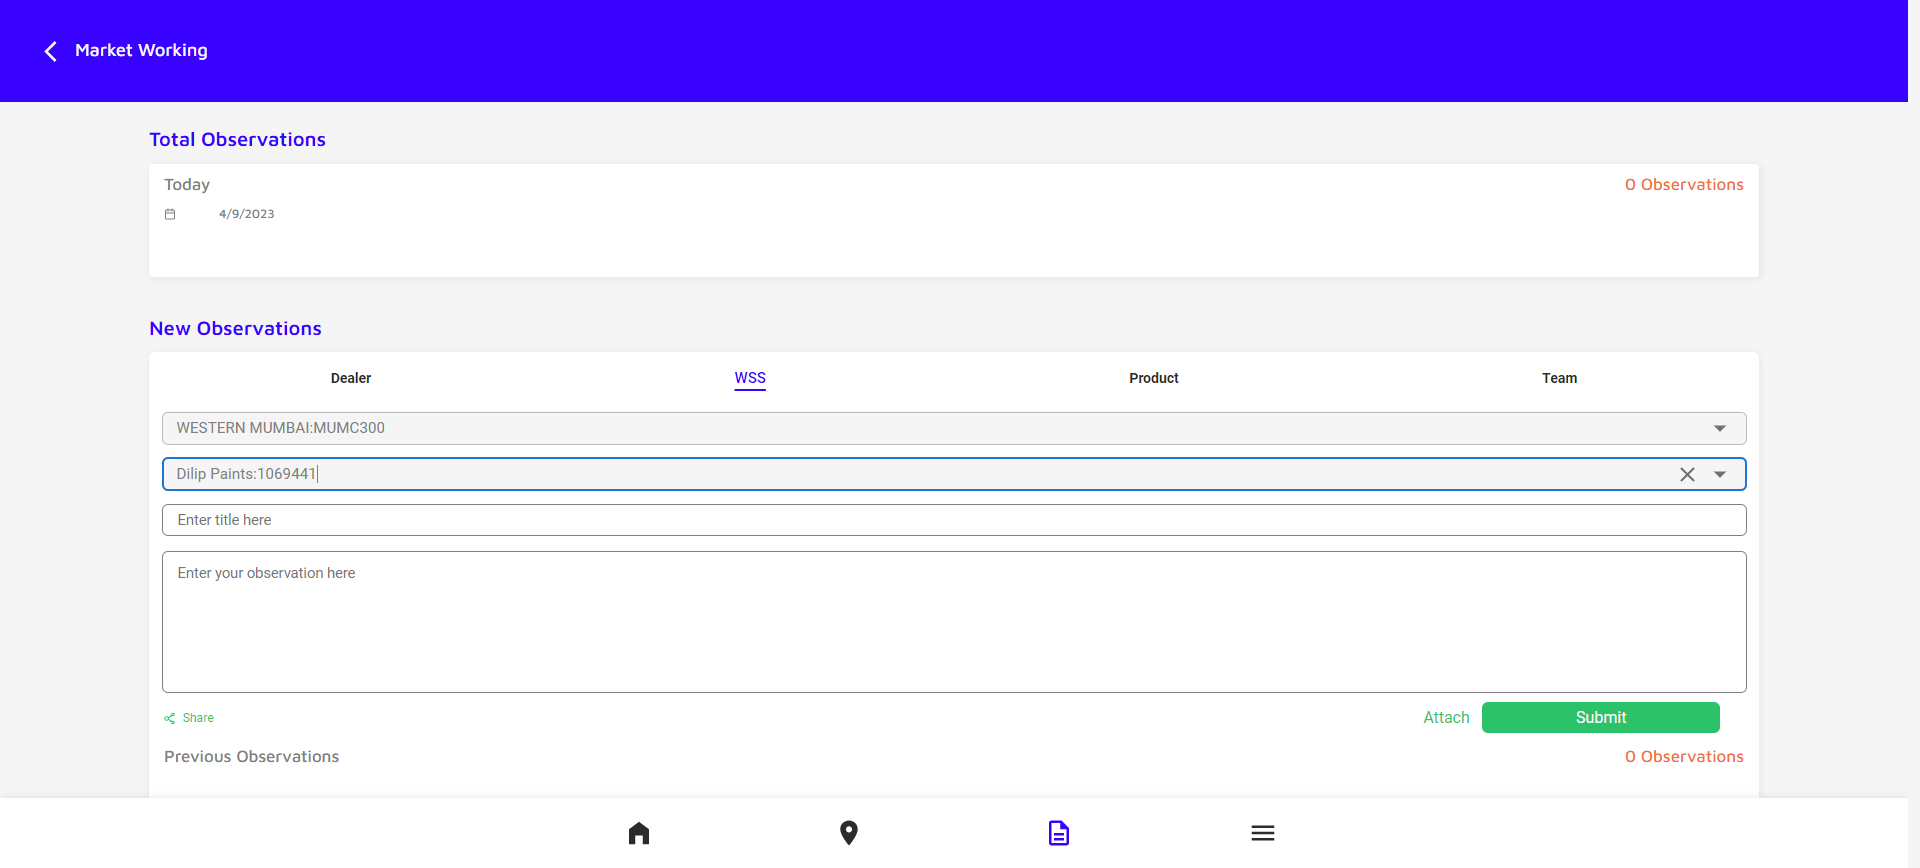 Market Working
Total Observations
Today
0 Observations
4/9/2023
New Observations
Dealer
WSS
Product
Team
WESTERN MUMBAI:MUMC300
Dilip Paints:1069441
Enter title here
Enter your observation here
Share
Attach
Submit
Previous Observations
0 Observations